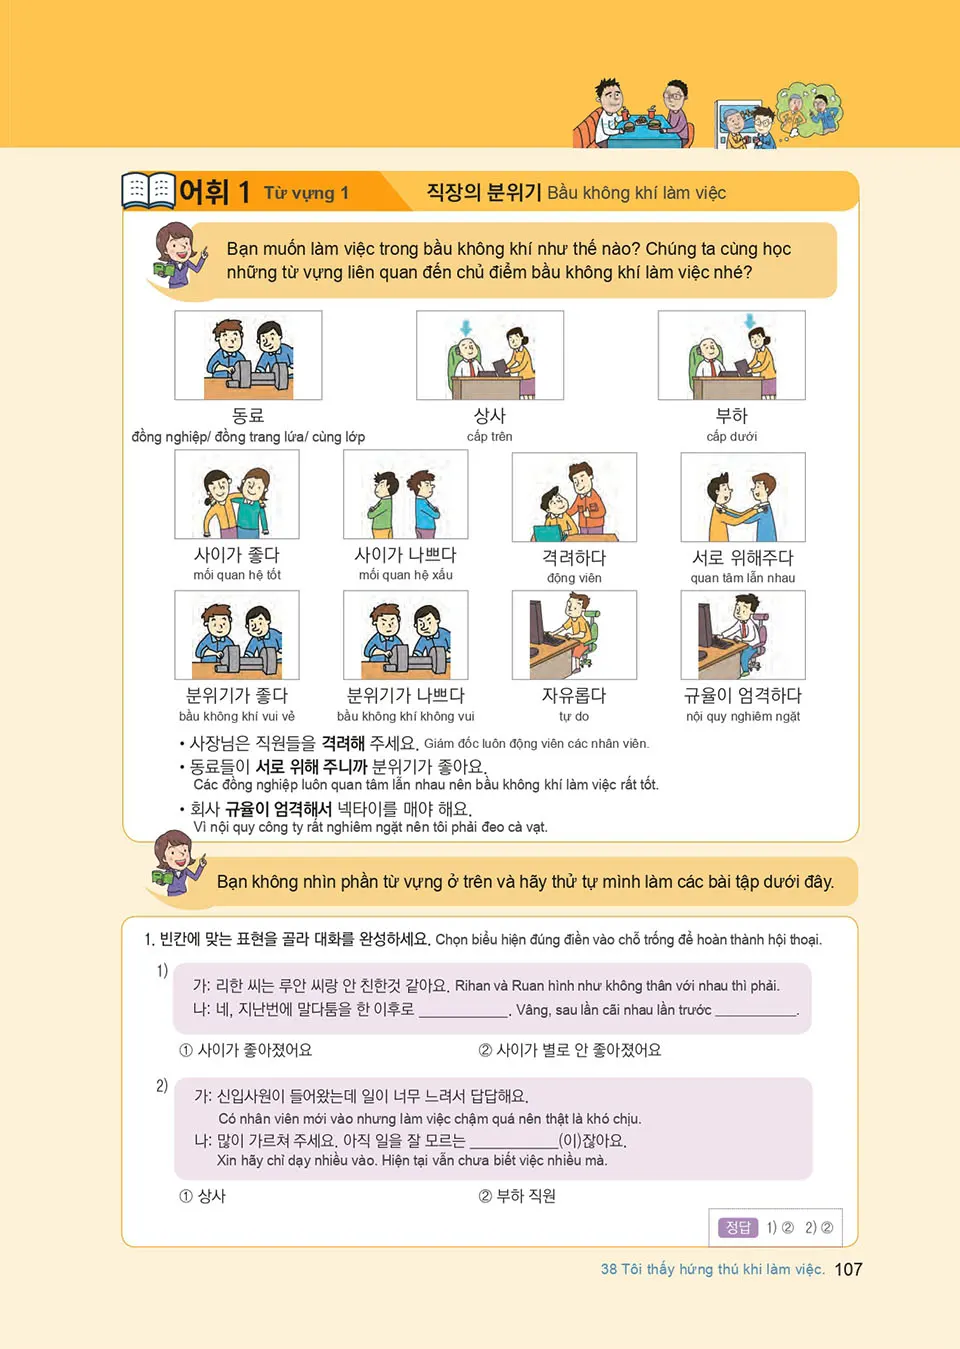 어휘 1 Từ vựng 1 직장의 분위기 Bầu không khí làm việc
Bạn muốn làm việc trong bầu không khí như thế nào? Chúng ta cùng học
những từ vựng liên quan đến chủ điểm bầu không khí làm việc nhé?
동료 상사 부하
đồng nghiệp/ đồng trang lứa/ cùng lớp cấp trên cấp dưới
사이가 좋다 사이가 나쁘다 격려하다 서로 위해주다
mối quan hệ tốt mối quan hệ xấu động viên quan tâm lẫn nhau
분위기가 좋다 분위기가 나쁘다 자유롭다 규율이 엄격하다
bầu không khí vui vẻ bầu không khí không vui tự do nội quy nghiêm ngặt
• 사장님은 직원들을 격려해 주세요. Giám đốc luôn động viên các nhân viên.
• 동료들이 서로 위해 주니까 분위기가 좋아요.
Các đồng nghiệp luôn quan tâm lẫn nhau nên bầu không khí làm việc rất tốt.
• 회사 규율이 엄격해서 넥타이를 매야 해요.
Vì nội quy công ty rất nghiêm ngặt nên tôi phải đeo cà vạt.
Bạn không nhìn phần từ vựng ở trên và hãy thử tự mình làm các bài tập dưới đây.
1. 빈칸에 맞는 표현을 골라 대화를 완성하세요. Chọn biểu hiện đúng điền vào chỗ trống để hoàn thành hội thoại.
1)
가: 리한 씨는 루안 씨랑 안 친한것 같아요. Rihan và Ruan hình như không thân với nhau thì phải.
나: 네, 지난번에 말다툼을 한 이후로 ___________. Vâng, sau lần cãi nhau lần trước __________.
① 사이가 좋아졌어요 ② 사이가 별로 안 좋아졌어요
2)
가: 신입사원이 들어왔는데 일이 너무 느려서 답답해요.
Có nhân viên mới vào nhưng làm việc chậm quá nên thật là khó chịu.
나: 많이 가르쳐 주세요. 아직 일을 잘 모르는 ___________(이)잖아요.
Xin hãy chỉ dạy nhiều vào. Hiện tại vẫn chưa biết việc nhiều mà.
① 상사 ② 부하 직원
정답 1) ② 2) ②
38 Tôi thấy hứng thú khi làm việc. 107